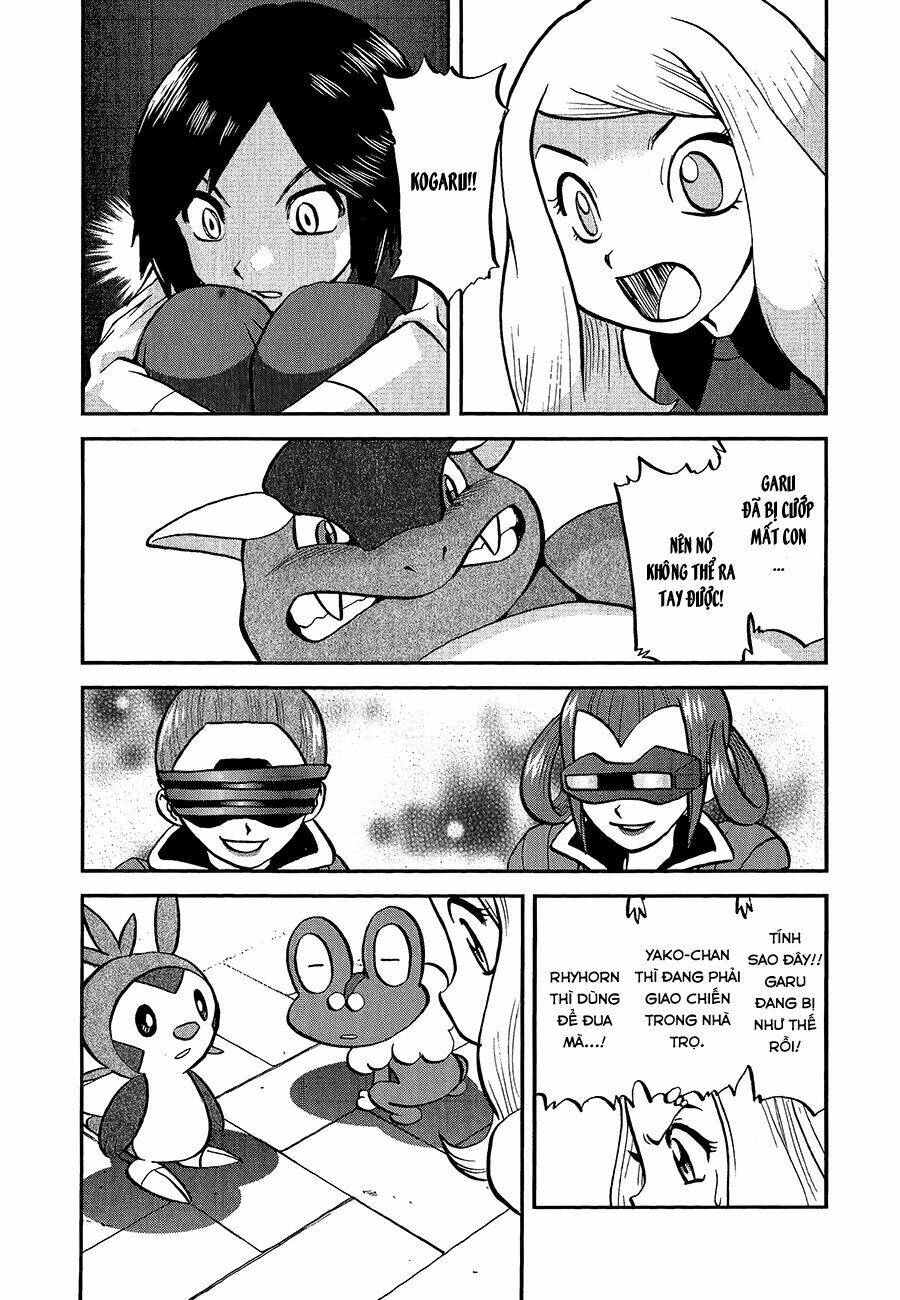 KOGARU!!
GARU
ĐÃ BỊ CƯỚP
MẤT CON
...
NÊN NÓ
KHÔNG THỂ RA
TAY ĐƯỢC!
TÍNH
SAO ĐÂY!!
GARU
ĐANG BỊ
NHƯ THẾ
RỒI!
YAKO-CHAN
THÌ ĐANG PHẢI
GIAO CHIẾN
TRONG NHÀ
TRỌ.
RHYHORN
THÌ DÙNG
ĐỂ ĐUA
MÀ...!